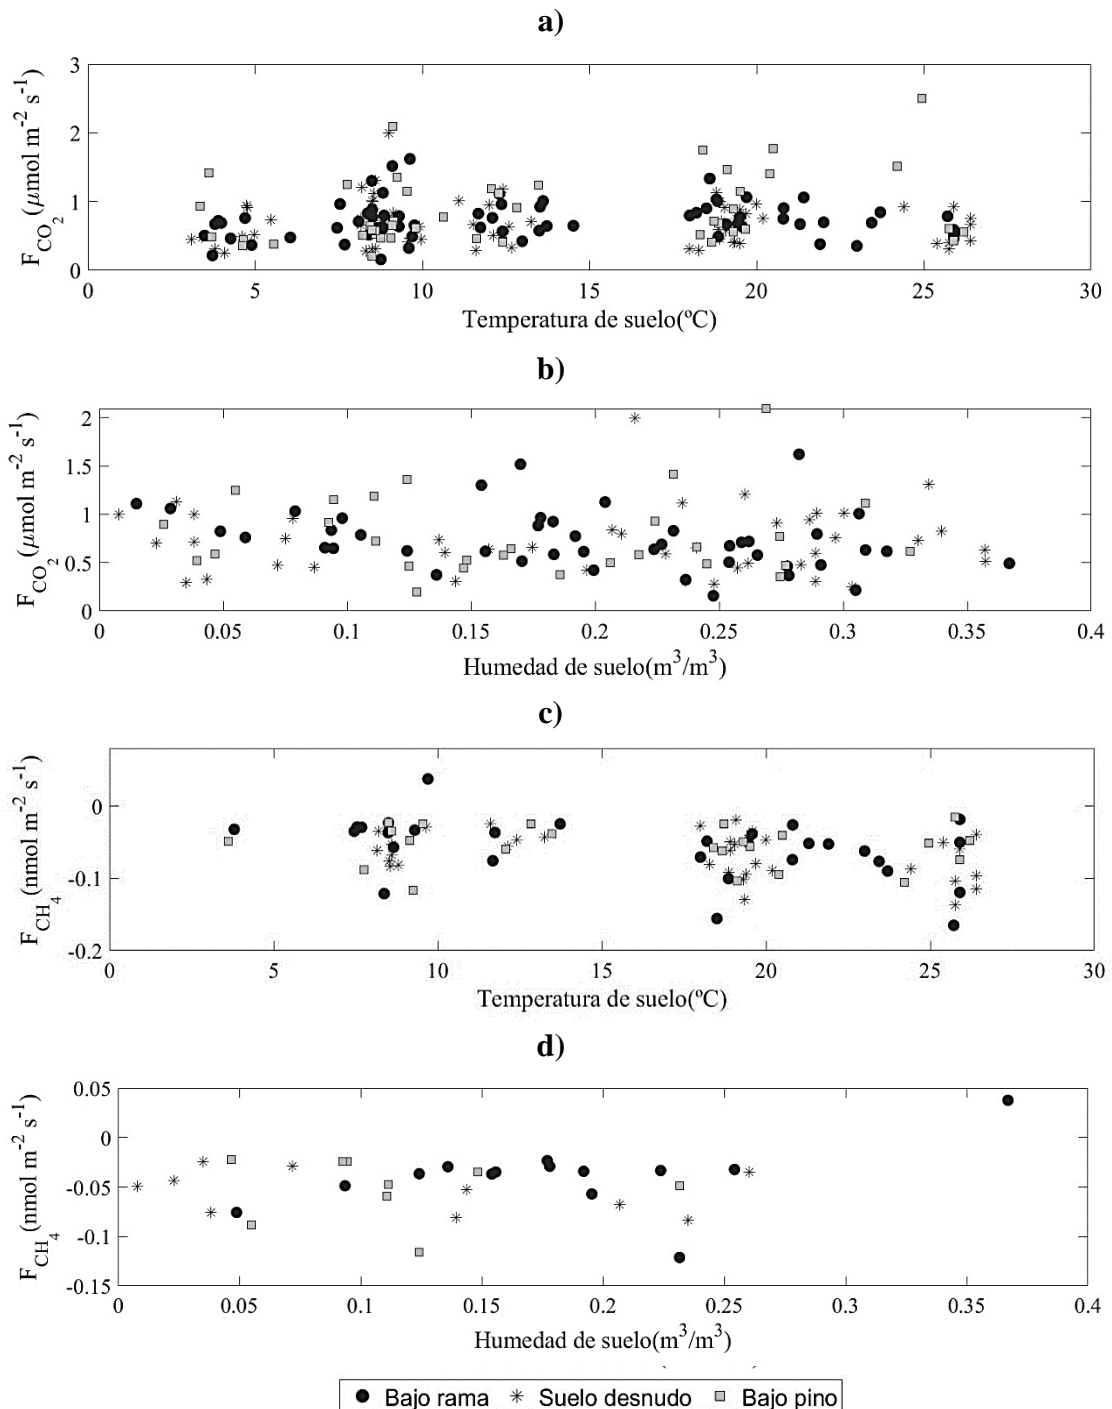 a)
3
2
1
0
F_CO2 (µmol m^-2 s^-1)
0 5 10 15 20 25 30
Temperatura de suelo(ºC)
b)
2
1.5
1
0.5
0
F_CO2 (µmol m^-2 s^-1)
0 0.05 0.1 0.15 0.2 0.25 0.3 0.35 0.4
Humedad de suelo(m^3/m^3)
c)
0
-0.1
-0.2
F_CH4 (nmol m^-2 s^-1)
0 5 10 15 20 25 30
Temperatura de suelo(ºC)
d)
0.05
0
-0.05
-0.1
-0.15
F_CH4 (nmol m^-2 s^-1)
0 0.05 0.1 0.15 0.2 0.25 0.3 0.35 0.4
Humedad de suelo(m^3/m^3)
Bajo rama Suelo desnudo Bajo pino